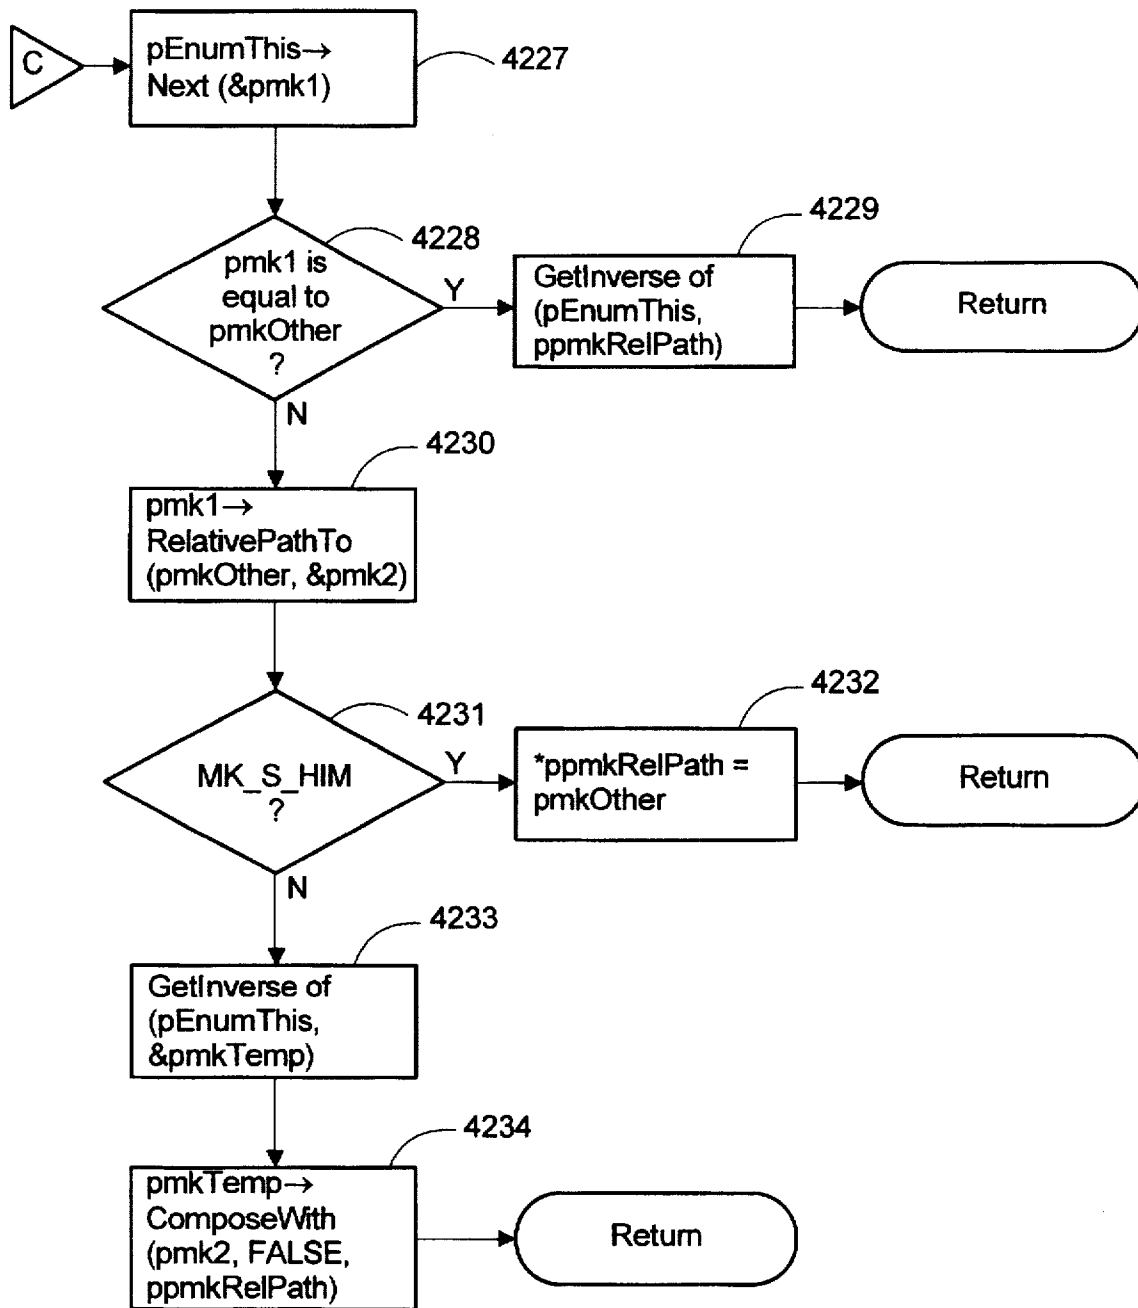 C
pEnumThis→
Next (&pmk1)
4227
4228
pmk1 is
equal to
pmkOther
?
Y
N
4229
GetInverse of
(pEnumThis,
ppmkRelPath)
Return
4230
pmk1→
RelativePathTo
(pmkOther, &pmk2)
4231
MK_S_HIM
?
Y
N
4232
*ppmkRelPath =
pmkOther
Return
4233
GetInverse of
(pEnumThis,
&pmkTemp)
4234
pmkTemp→
ComposeWith
(pmk2, FALSE,
ppmkRelPath)
Return